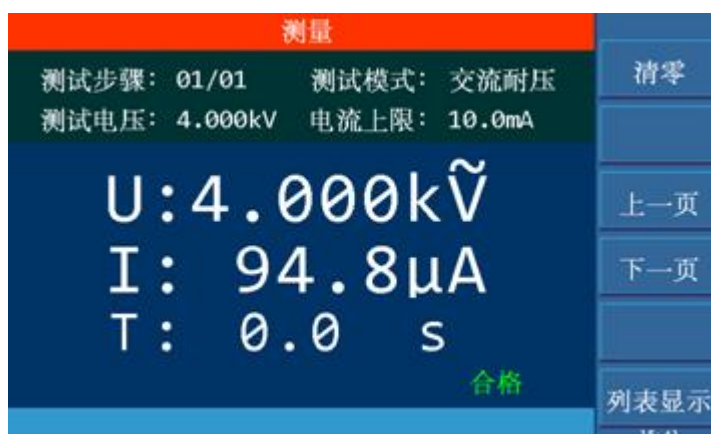 测量
测试步骤: 01/01 测试模式: 交流耐压
测试电压: 4.000kV 电流上限: 10.0mA
U:4.000kṼ
I: 94.8μA
T: 0.0 s
合格
清零
上一页
下一页
列表显示